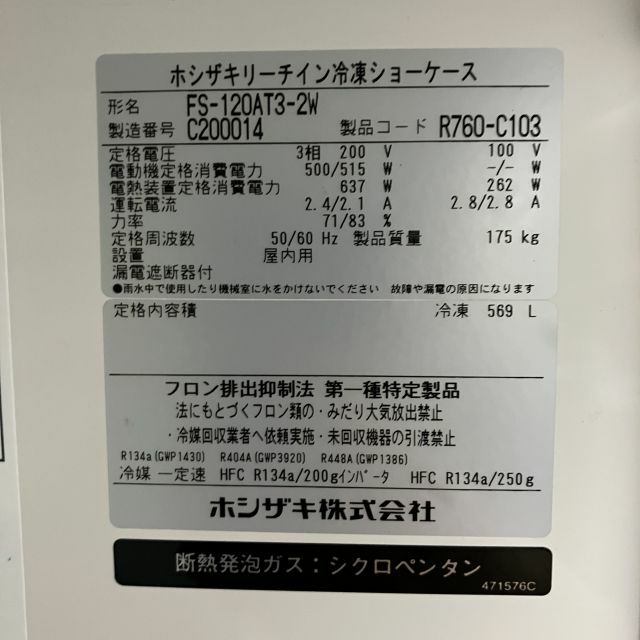 ホシザキリーチイン冷凍ショーケース
形名 FS-120AT3-2W
製造番号 C200014 製品コード R760-C103
定格電圧 3相 200 V 100 V
電動機定格消費電力 500/515 W -/- W
電熱装置定格消費電力 637 W 262 W
運転電流 2.4/2.1 A 2.8/2.8 A
力率 71/83 %
定格周波数 50/60 Hz 製品質量 175 kg
設置 屋内用
漏電遮断器付
●雨水中で使用したり機械室に水をかけないでください 故障や漏電の原因になります
定格内容積 冷凍 569 L
フロン排出抑制法 第一種特定製品
法にもとづくフロン類の・みだり大気放出禁止
・冷媒回収業者へ依頼実施・未回収機器の引渡禁止
R134a(GWP1430) R404A(GWP3920) R448A(GWP1386)
冷媒 一定速 HFC R134a/200g インバータ HFC R134a/250g
ホシザキ株式会社
断熱発泡ガス：シクロペンタン
471576C